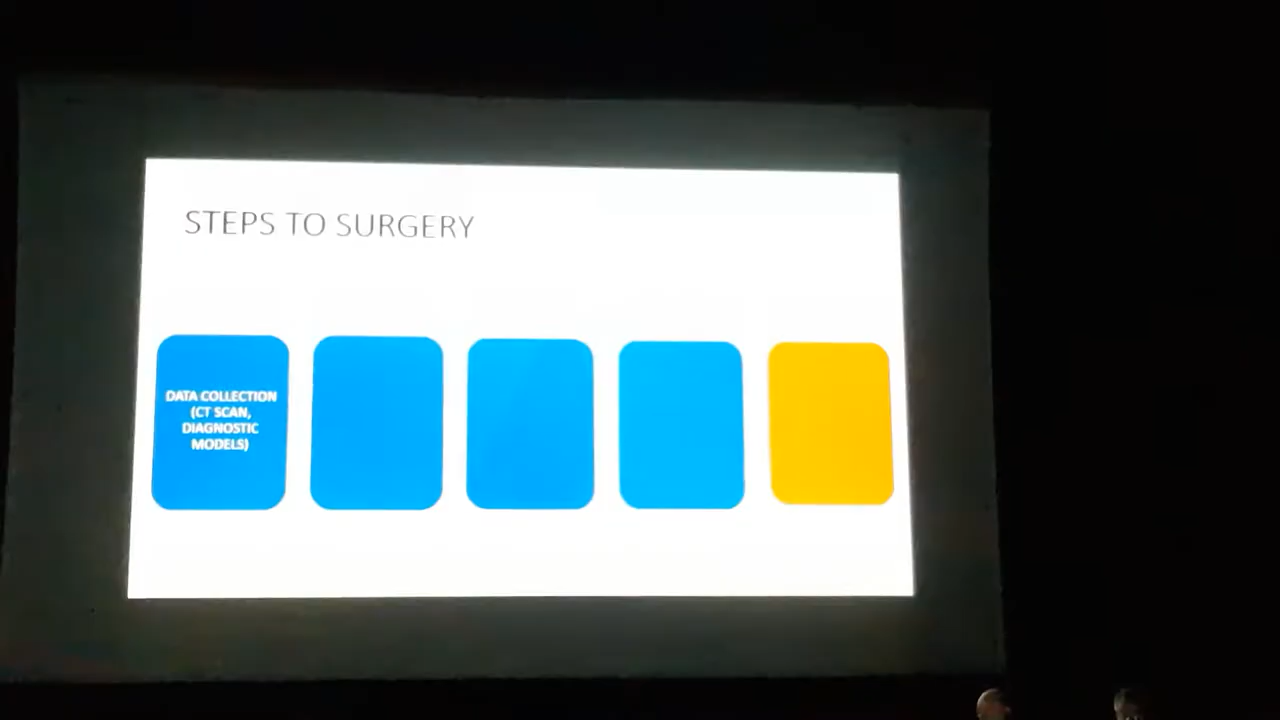 STEPS TO SURGERY
DATA COLLECTION
(CT SCAN,
DIAGNOSTIC
MODELS)